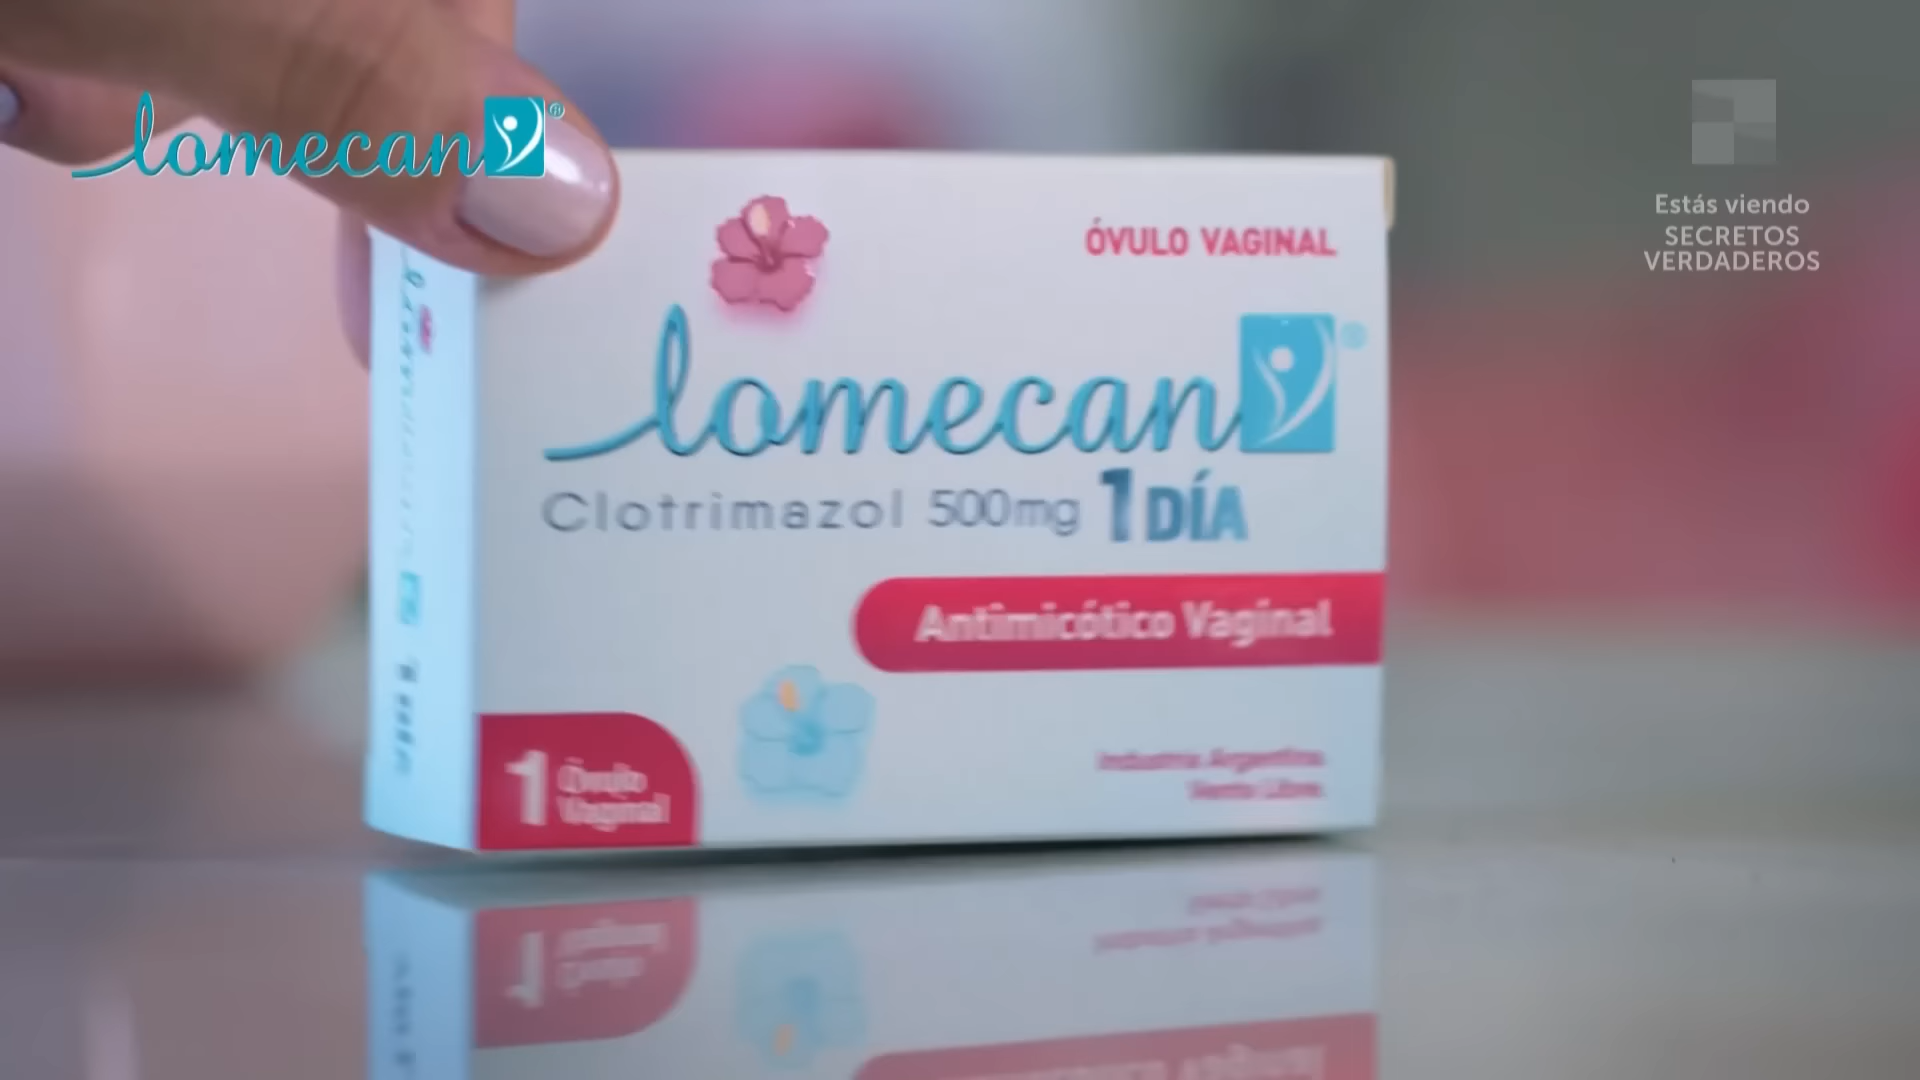 lomecan
Estás viendo
SECRETOS
VERDADEROS
ÓVULO VAGINAL
lomecan
Clotrimazol 500mg 1 DÍA
Antimicótico Vaginal
1 Óvulo
Vaginal
Industria Argentina
Venta Libre